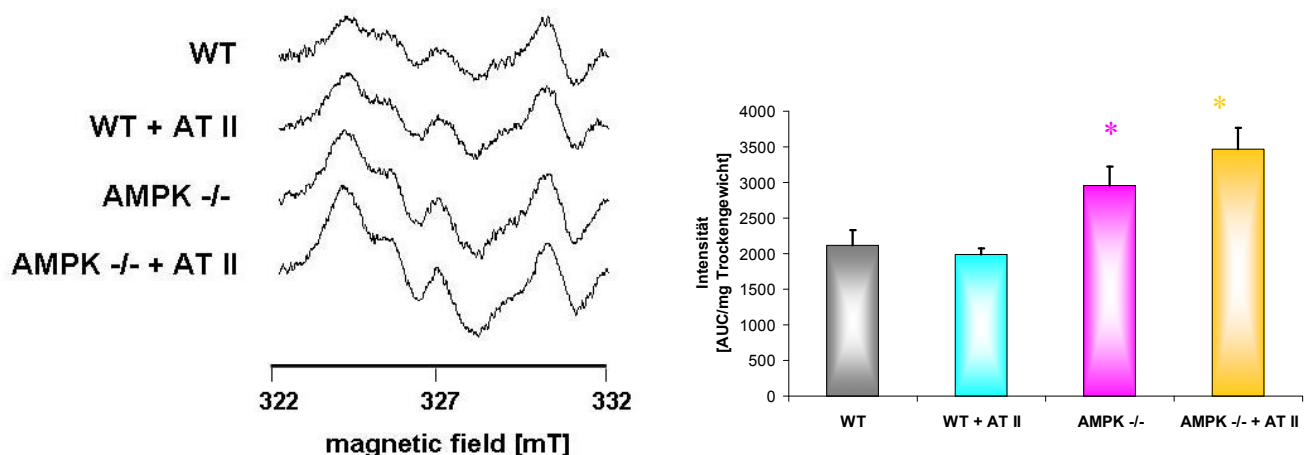 WT
WT + AT II
AMPK -/-
AMPK -/- + AT II
322 327 332
magnetic field [mT]
Intensität
[AUC/mg Trockengewicht]
4000
3500
3000
2500
2000
1500
1000
500
0
* *
WT WT + AT II AMPK -/- AMPK -/- + AT II